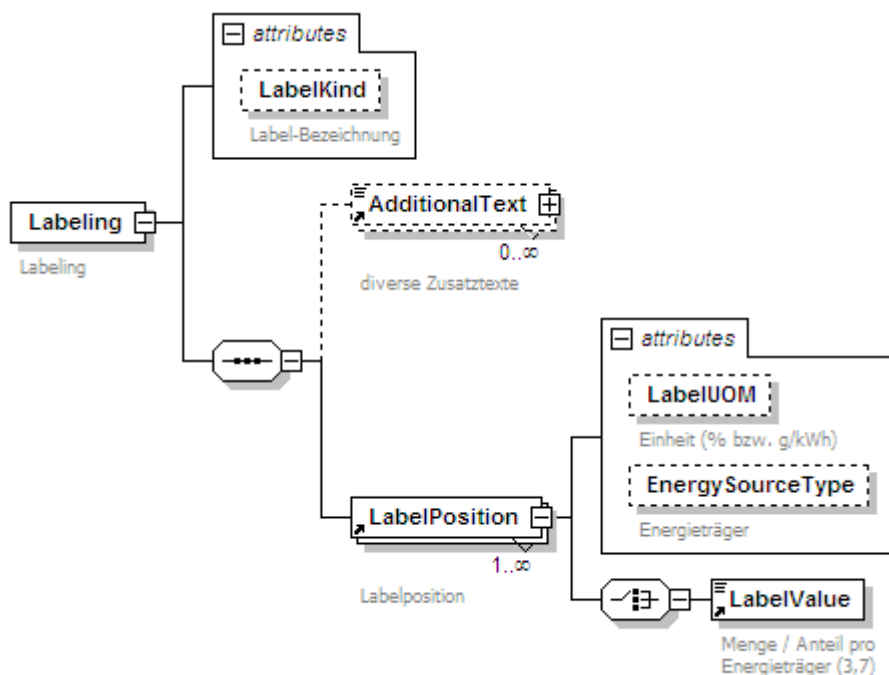 attributes
LabelKind
Label-Bezeichnung
Labeling
Labeling
AdditionalText
0..∞
diverse Zusatztexte
attributes
LabelUOM
Einheit (% bzw. g/kWh)
EnergySourceType
Energieträger
LabelPosition
1..∞
Labelposition
LabelValue
Menge / Anteil pro
Energieträger (3,7)